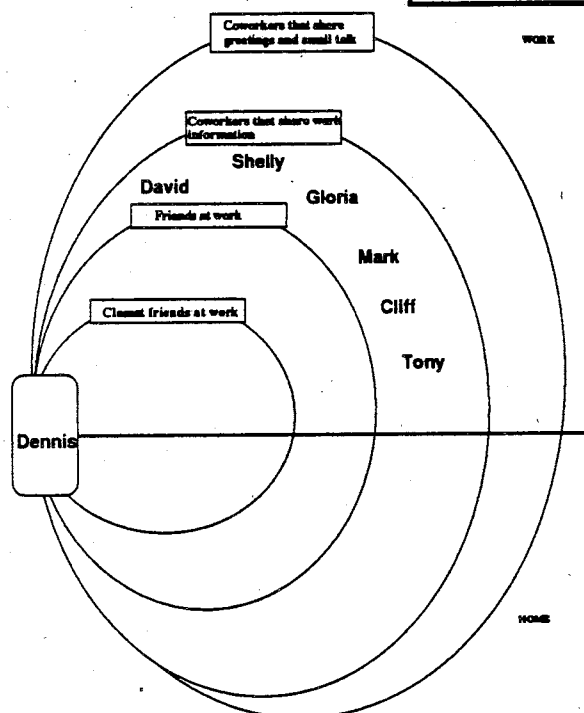 Coworkers that share
greetings and small talk
WORK
Coworkers that share work
information
Shelly
David
Gloria
Friends at work
Mark
Cliff
Closest friends at work
Tony
Dennis
HOME